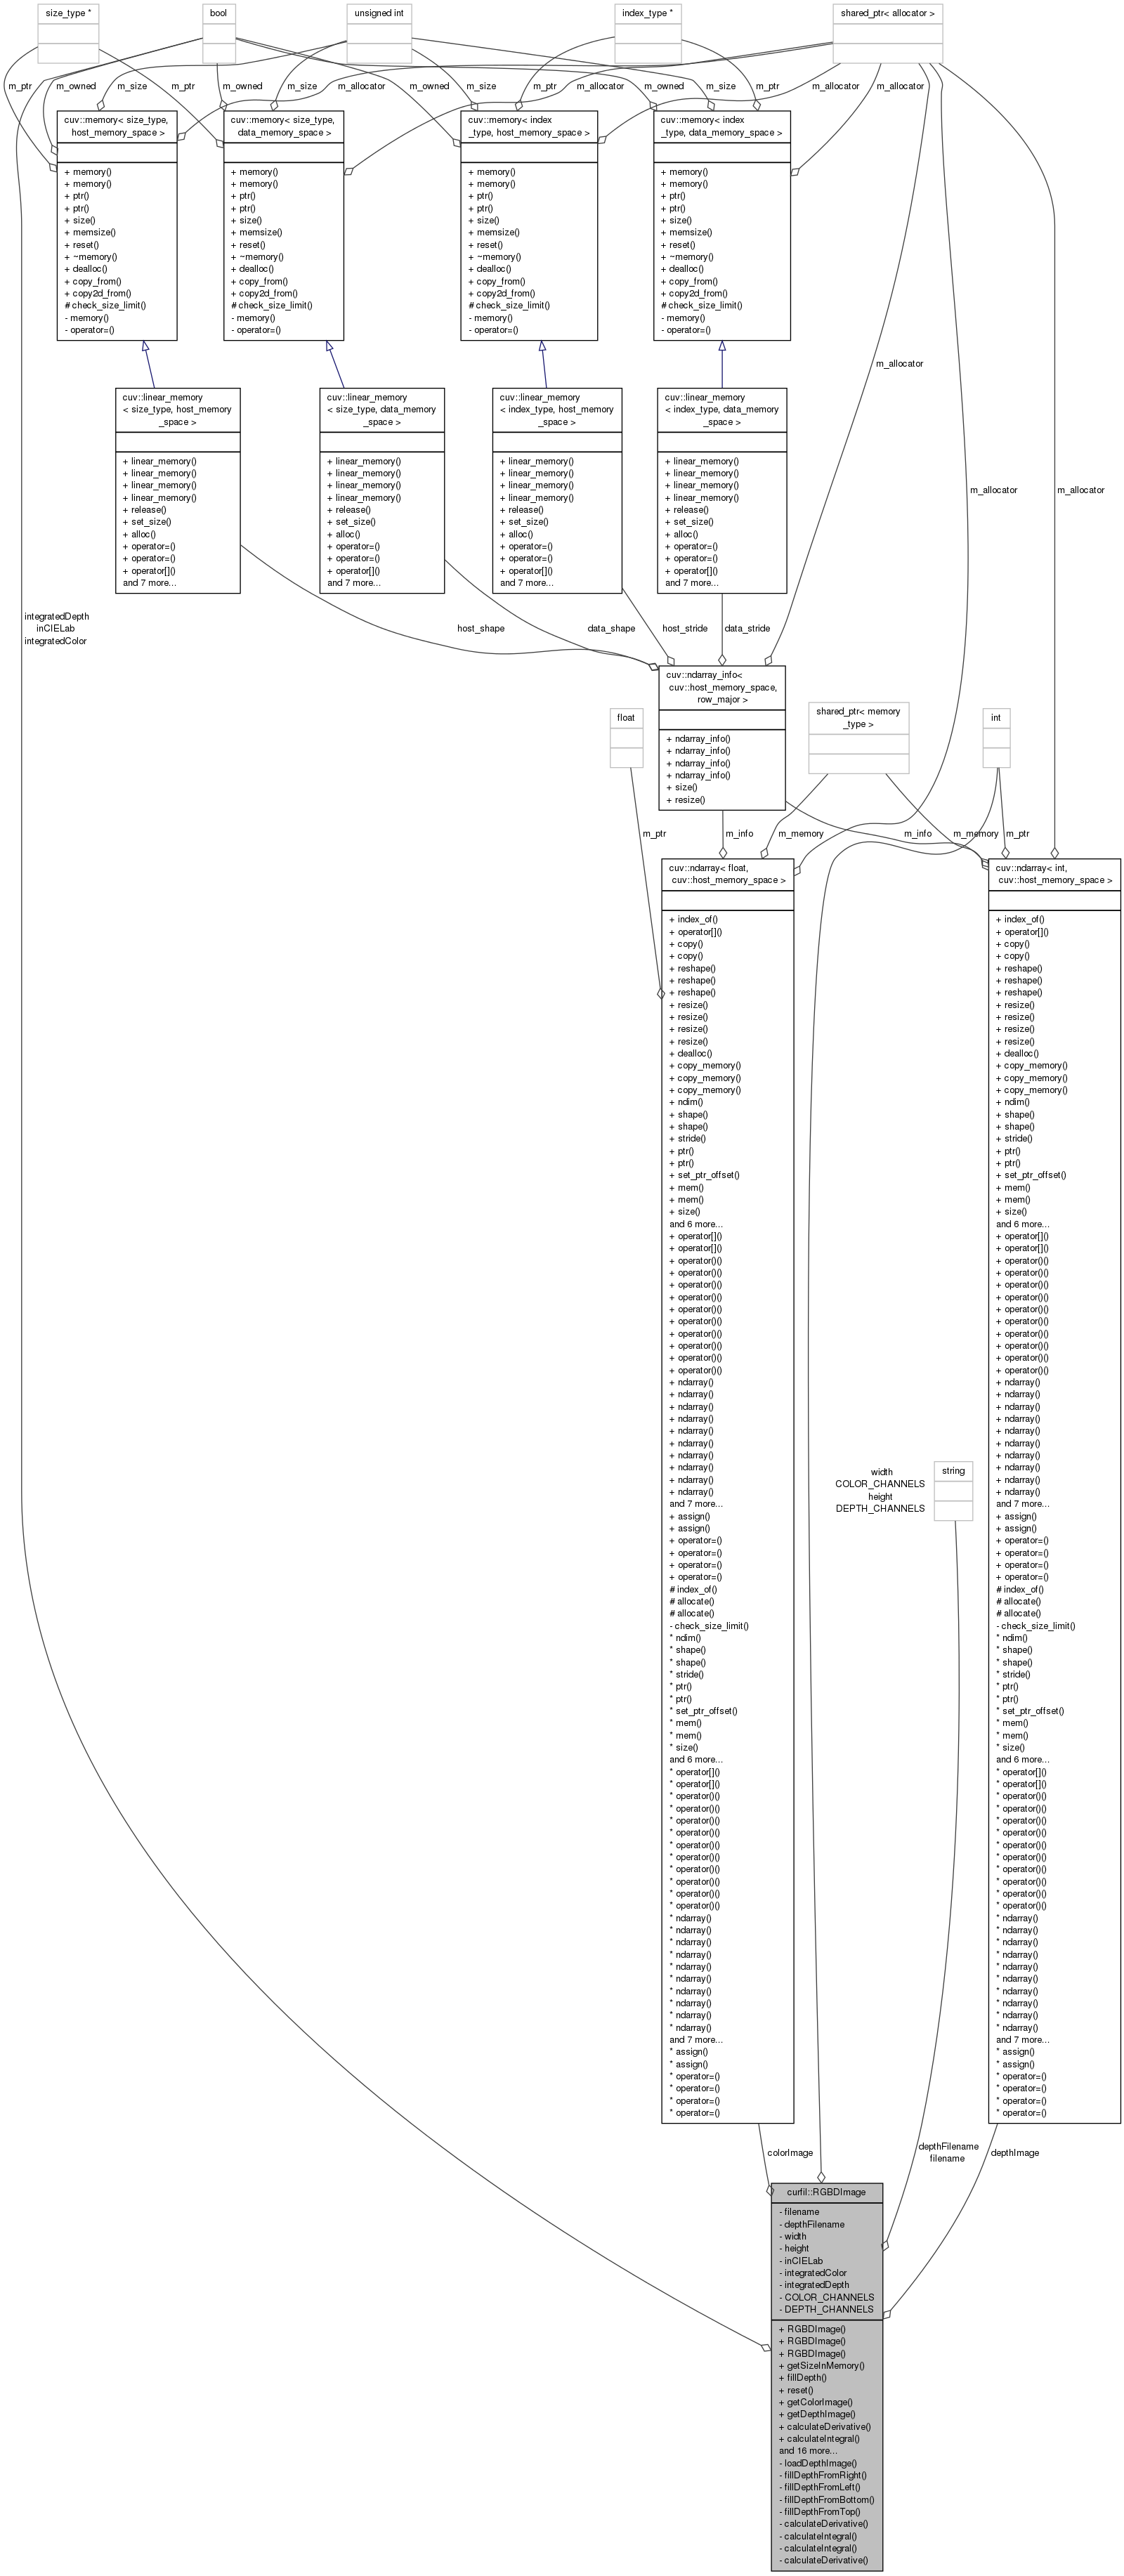 size_type *
bool
unsigned int
index_type *
shared_ptr< allocator >
m_ptr
m_owned
m_size
m_ptr
m_owned
m_size
m_allocator
m_owned
m_size
m_ptr
m_allocator
m_owned
m_size
m_ptr
m_allocator
m_allocator
cuv::memory< size_type,
host_memory_space >
+ memory()
+ memory()
+ ptr()
+ ptr()
+ size()
+ memsize()
+ reset()
+ ~memory()
+ dealloc()
+ copy_from()
+ copy2d_from()
# check_size_limit()
- memory()
- operator=()
cuv::memory< size_type,
data_memory_space >
+ memory()
+ memory()
+ ptr()
+ ptr()
+ size()
+ memsize()
+ reset()
+ ~memory()
+ dealloc()
+ copy_from()
+ copy2d_from()
# check_size_limit()
- memory()
- operator=()
cuv::memory< index
_type, host_memory_space >
+ memory()
+ memory()
+ ptr()
+ ptr()
+ size()
+ memsize()
+ reset()
+ ~memory()
+ dealloc()
+ copy_from()
+ copy2d_from()
# check_size_limit()
- memory()
- operator=()
cuv::memory< index
_type, data_memory_space >
+ memory()
+ memory()
+ ptr()
+ ptr()
+ size()
+ memsize()
+ reset()
+ ~memory()
+ dealloc()
+ copy_from()
+ copy2d_from()
# check_size_limit()
- memory()
- operator=()
m_allocator
m_allocator
m_allocator
cuv::linear_memory
< size_type, host_memory
_space >
+ linear_memory()
+ linear_memory()
+ linear_memory()
+ linear_memory()
+ release()
+ set_size()
+ alloc()
+ operator=()
+ operator=()
+ operator[]()
and 7 more...
cuv::linear_memory
< size_type, data_memory
_space >
+ linear_memory()
+ linear_memory()
+ linear_memory()
+ linear_memory()
+ release()
+ set_size()
+ alloc()
+ operator=()
+ operator=()
+ operator[]()
and 7 more...
cuv::linear_memory
< index_type, host_memory
_space >
+ linear_memory()
+ linear_memory()
+ linear_memory()
+ linear_memory()
+ release()
+ set_size()
+ alloc()
+ operator=()
+ operator=()
+ operator[]()
and 7 more...
cuv::linear_memory
< index_type, data_memory
_space >
+ linear_memory()
+ linear_memory()
+ linear_memory()
+ linear_memory()
+ release()
+ set_size()
+ alloc()
+ operator=()
+ operator=()
+ operator[]()
and 7 more...
integratedDepth
inCIELab
integratedColor
host_shape
data_shape
host_stride
data_stride
cuv::ndarray_info<
cuv::host_memory_space,
row_major >
+ ndarray_info()
+ ndarray_info()
+ ndarray_info()
+ ndarray_info()
+ size()
+ resize()
float
shared_ptr< memory
_type >
int
m_ptr
m_info
m_memory
m_info
m_memory
m_ptr
cuv::ndarray< float,
cuv::host_memory_space >
+ index_of()
+ operator[]()
+ copy()
+ copy()
+ reshape()
+ reshape()
+ reshape()
+ resize()
+ resize()
+ resize()
+ resize()
+ dealloc()
+ copy_memory()
+ copy_memory()
+ copy_memory()
+ ndim()
+ shape()
+ shape()
+ stride()
+ ptr()
+ ptr()
+ set_ptr_offset()
+ mem()
+ mem()
+ size()
and 6 more...
+ operator[]()
+ operator[]()
+ operator()()
+ operator()()
+ operator()()
+ operator()()
+ operator()()
+ operator()()
+ operator()()
+ operator()()
+ operator()()
+ operator()()
+ ndarray()
+ ndarray()
+ ndarray()
+ ndarray()
+ ndarray()
+ ndarray()
+ ndarray()
+ ndarray()
+ ndarray()
+ ndarray()
and 7 more...
+ assign()
+ assign()
+ operator=()
+ operator=()
+ operator=()
+ operator=()
# index_of()
# allocate()
# allocate()
- check_size_limit()
* ndim()
* shape()
* shape()
* stride()
* ptr()
* ptr()
* set_ptr_offset()
* mem()
* mem()
* size()
and 6 more...
* operator[]()
* operator[]()
* operator()()
* operator()()
* operator()()
* operator()()
* operator()()
* operator()()
* operator()()
* operator()()
* operator()()
* operator()()
* ndarray()
* ndarray()
* ndarray()
* ndarray()
* ndarray()
* ndarray()
* ndarray()
* ndarray()
* ndarray()
* ndarray()
and 7 more...
* assign()
* assign()
* operator=()
* operator=()
* operator=()
* operator=()
cuv::ndarray< int,
cuv::host_memory_space >
+ index_of()
+ operator[]()
+ copy()
+ copy()
+ reshape()
+ reshape()
+ reshape()
+ resize()
+ resize()
+ resize()
+ resize()
+ dealloc()
+ copy_memory()
+ copy_memory()
+ copy_memory()
+ ndim()
+ shape()
+ shape()
+ stride()
+ ptr()
+ ptr()
+ set_ptr_offset()
+ mem()
+ mem()
+ size()
and 6 more...
+ operator[]()
+ operator[]()
+ operator()()
+ operator()()
+ operator()()
+ operator()()
+ operator()()
+ operator()()
+ operator()()
+ operator()()
+ operator()()
+ operator()()
+ ndarray()
+ ndarray()
+ ndarray()
+ ndarray()
+ ndarray()
+ ndarray()
+ ndarray()
+ ndarray()
+ ndarray()
+ ndarray()
and 7 more...
+ assign()
+ assign()
+ operator=()
+ operator=()
+ operator=()
+ operator=()
# index_of()
# allocate()
# allocate()
- check_size_limit()
* ndim()
* shape()
* shape()
* stride()
* ptr()
* ptr()
* set_ptr_offset()
* mem()
* mem()
* size()
and 6 more...
* operator[]()
* operator[]()
* operator()()
* operator()()
* operator()()
* operator()()
* operator()()
* operator()()
* operator()()
* operator()()
* operator()()
* operator()()
* ndarray()
* ndarray()
* ndarray()
* ndarray()
* ndarray()
* ndarray()
* ndarray()
* ndarray()
* ndarray()
* ndarray()
and 7 more...
* assign()
* assign()
* operator=()
* operator=()
* operator=()
* operator=()
width
COLOR_CHANNELS
height
DEPTH_CHANNELS
string
colorImage
depthFilename
filename
depthImage
curfil::RGBDImage
- filename
- depthFilename
- width
- height
- inCIELab
- integratedColor
- integratedDepth
- COLOR_CHANNELS
- DEPTH_CHANNELS
+ RGBDImage()
+ RGBDImage()
+ RGBDImage()
+ getSizeInMemory()
+ fillDepth()
+ reset()
+ getColorImage()
+ getDepthImage()
+ calculateDerivative()
+ calculateIntegral()
and 16 more...
- loadDepthImage()
- fillDepthFromRight()
- fillDepthFromLeft()
- fillDepthFromBottom()
- fillDepthFromTop()
- calculateDerivative()
- calculateIntegral()
- calculateIntegral()
- calculateDerivative()